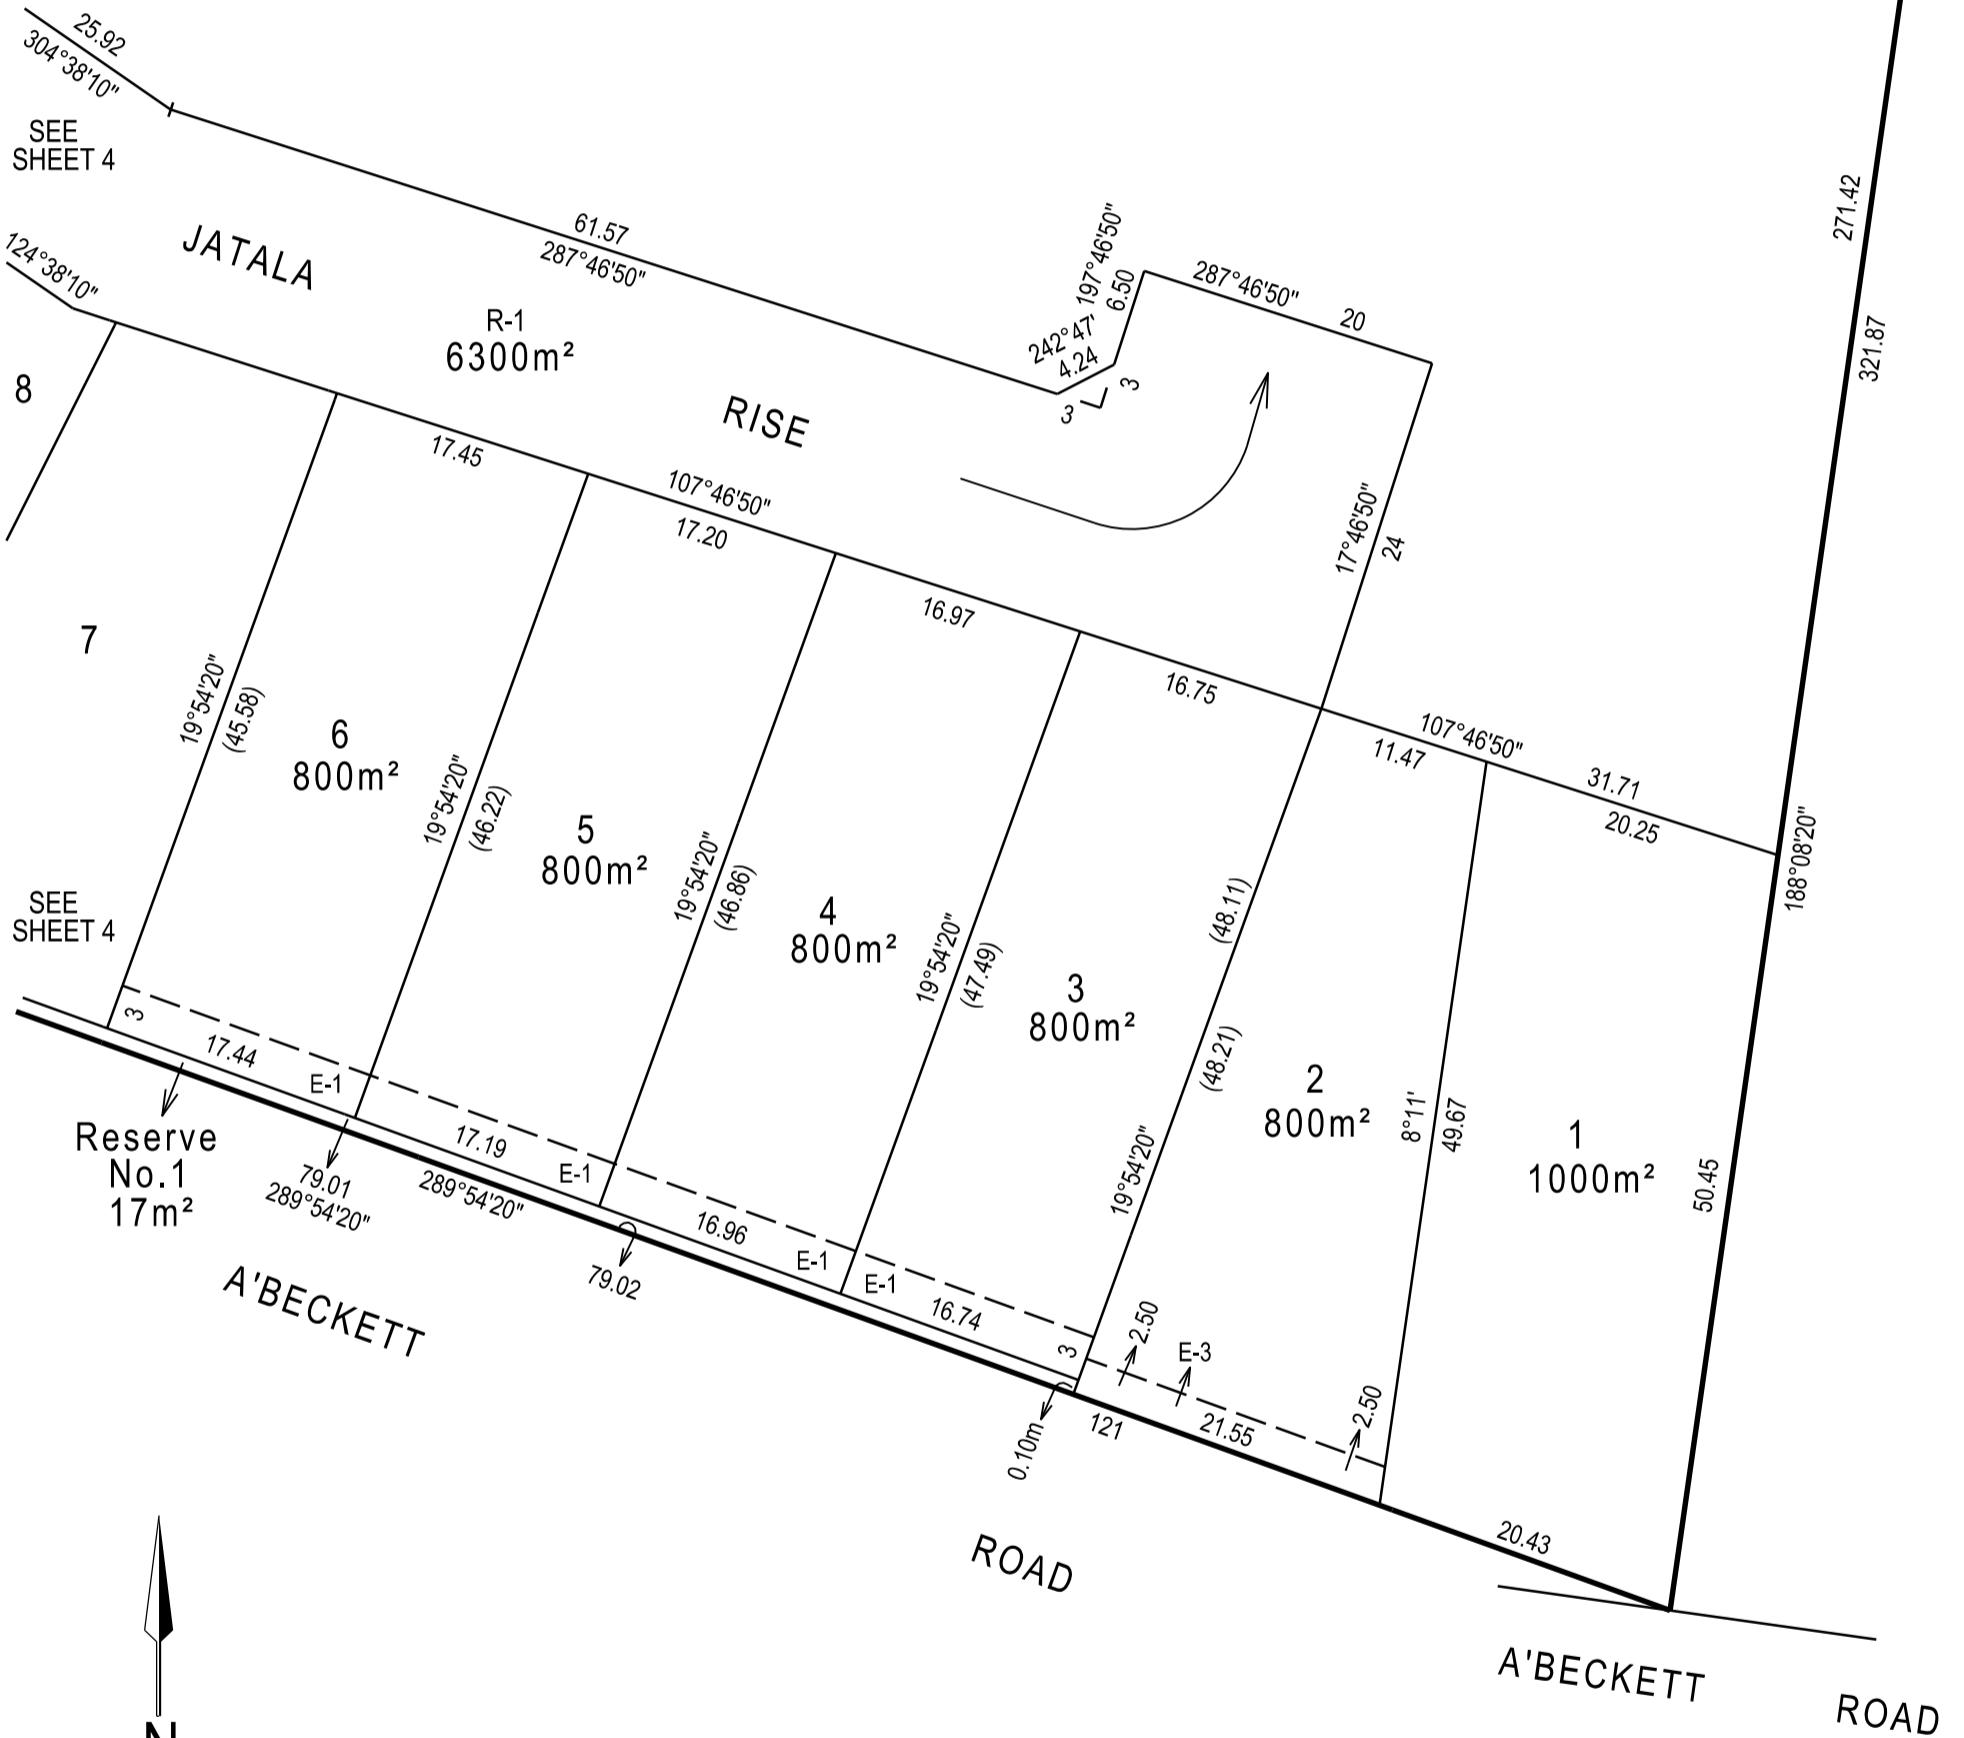 25.92
304°38'10"
SEE
SHEET 4
JATALA
124°38'10"
61.57
287°46'50"
R-1
6300m²
RISE
197°46'50"
6.50
242°47'
4.24
3
3
287°46'50"
20
17°46'50"
24
271.42
321.87
188°08'20"
8
7
17.45
107°46'50"
17.20
16.97
16.75
107°46'50"
11.47
31.71
20.25
19°54'20"
(45.58)
6
800m²
19°54'20"
(46.22)
5
800m²
19°54'20"
(46.86)
4
800m²
19°54'20"
(47.49)
3
800m²
(48.11)
(48.21)
19°54'20"
2
800m²
8°11'
49.67
1
1000m²
50.45
SEE
SHEET 4
3
17.44
E-1
17.19
E-1
16.96
E-1
E-1
16.74
3
2.50
E-3
2.50
21.55
121
20.43
Reserve
No.1
17m²
79.01
289°54'20"
289°54'20"
79.02
0.10m
A'BECKETT
ROAD
A'BECKETT
ROAD
N